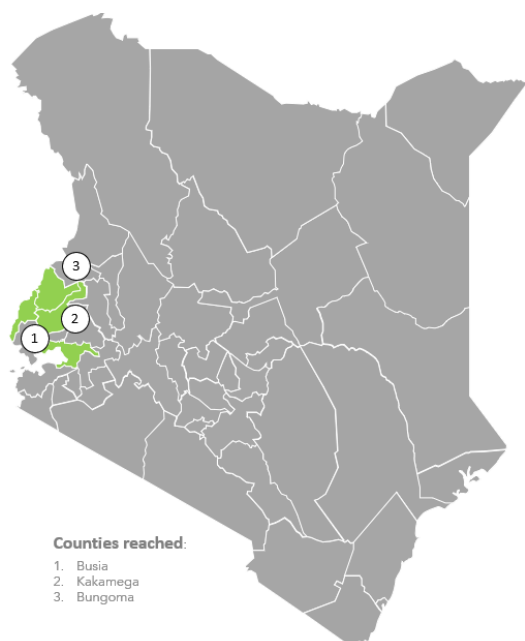 3
2
1
Counties reached:
1. Busia
2. Kakamega
3. Bungoma